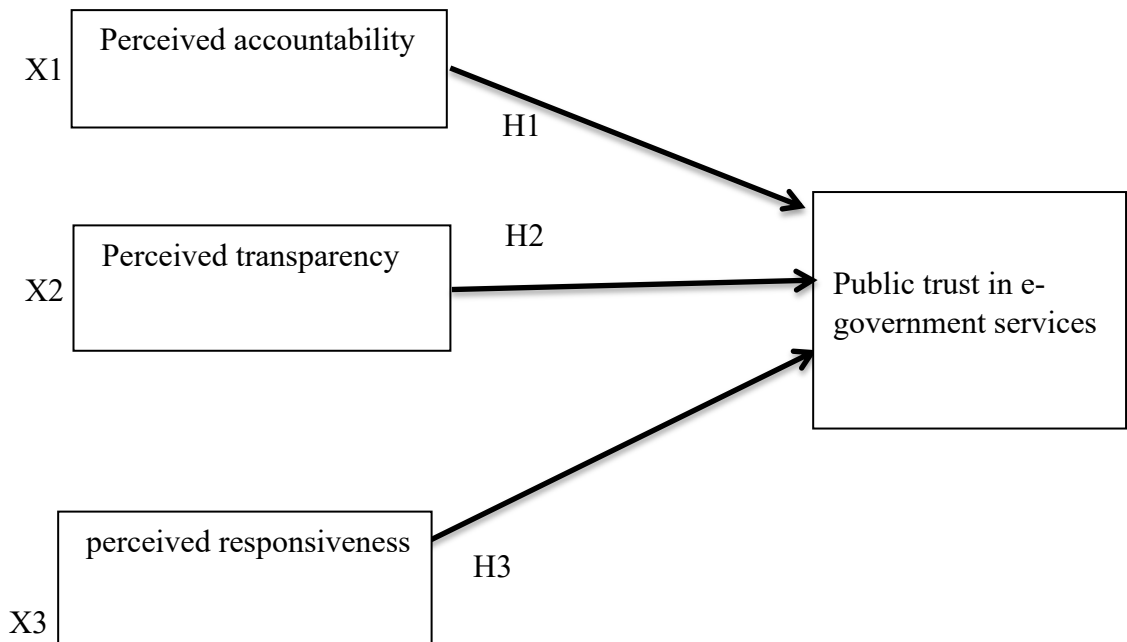 Perceived accountability
X1
H1
H2
Perceived transparency
X2
Public trust in e-
government services
perceived responsiveness
H3
X3